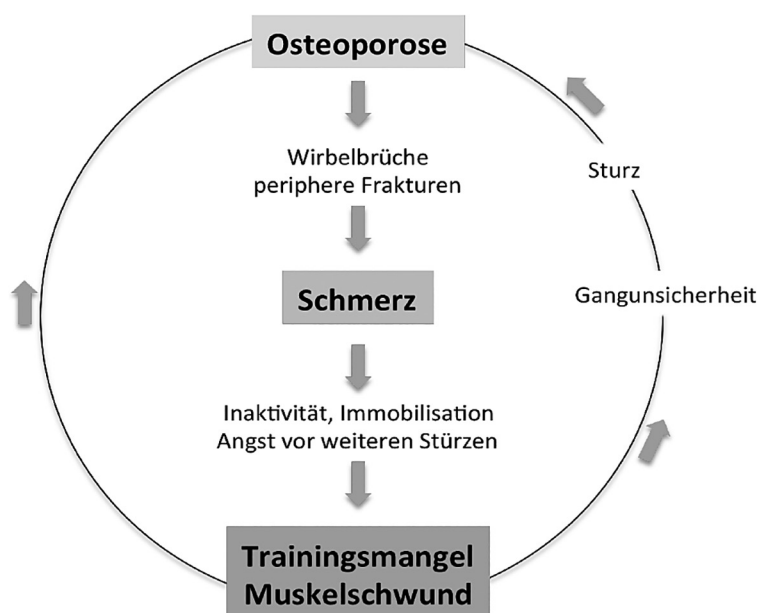 Osteoporose
Wirbelbrüche
periphere Frakturen
Sturz
Schmerz
Gangunsicherheit
Inaktivität, Immobilisation
Angst vor weiteren Stürzen
Trainingsmangel
Muskelschwund